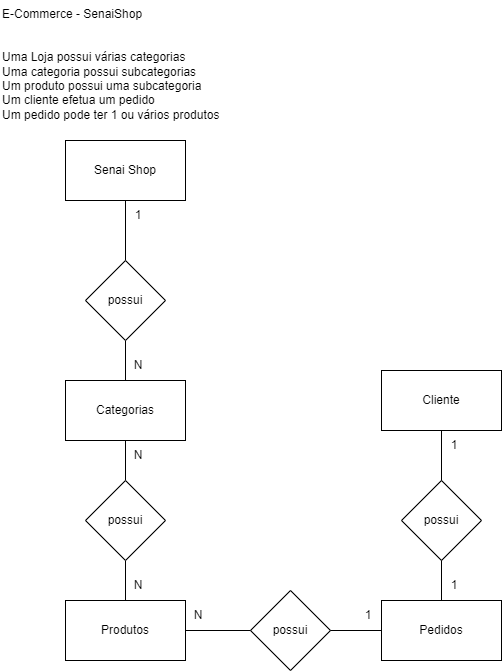 E-Commerce - SenaiShop
Uma Loja possui várias categorias
Uma categoria possui subcategorias
Um produto possui uma subcategoria
Um cliente efetua um pedido
Um pedido pode ter 1 ou vários produtos
Senai Shop
1
possui
N
Categorias
N
possui
N
Produtos
N
possui
1
Cliente
1
possui
1
Pedidos